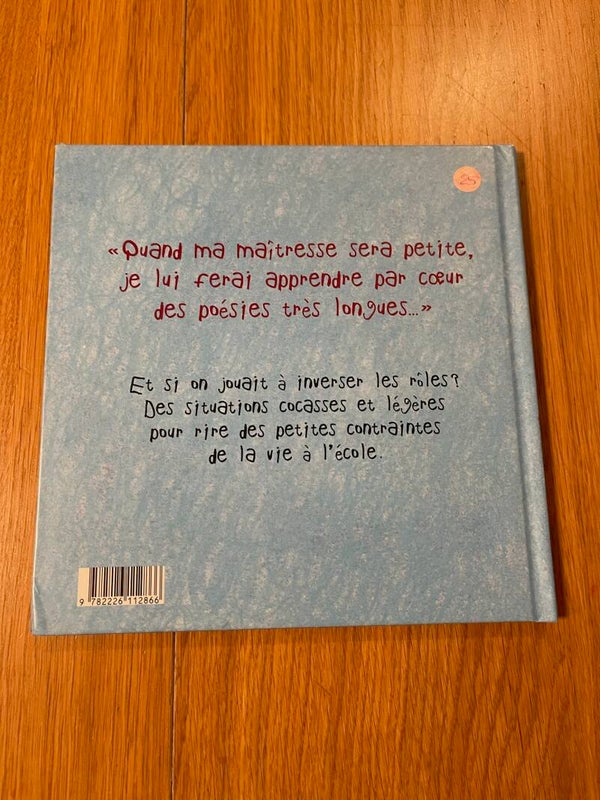 25
«Quand ma maîtresse sera petite,
je lui ferai apprendre par cœur
des poésies très longues...»
Et si on jouait à inverser les rôles?
Des situations cocasses et légères
pour rire des petites contraintes
de la vie à l'école.
9 782226 112866